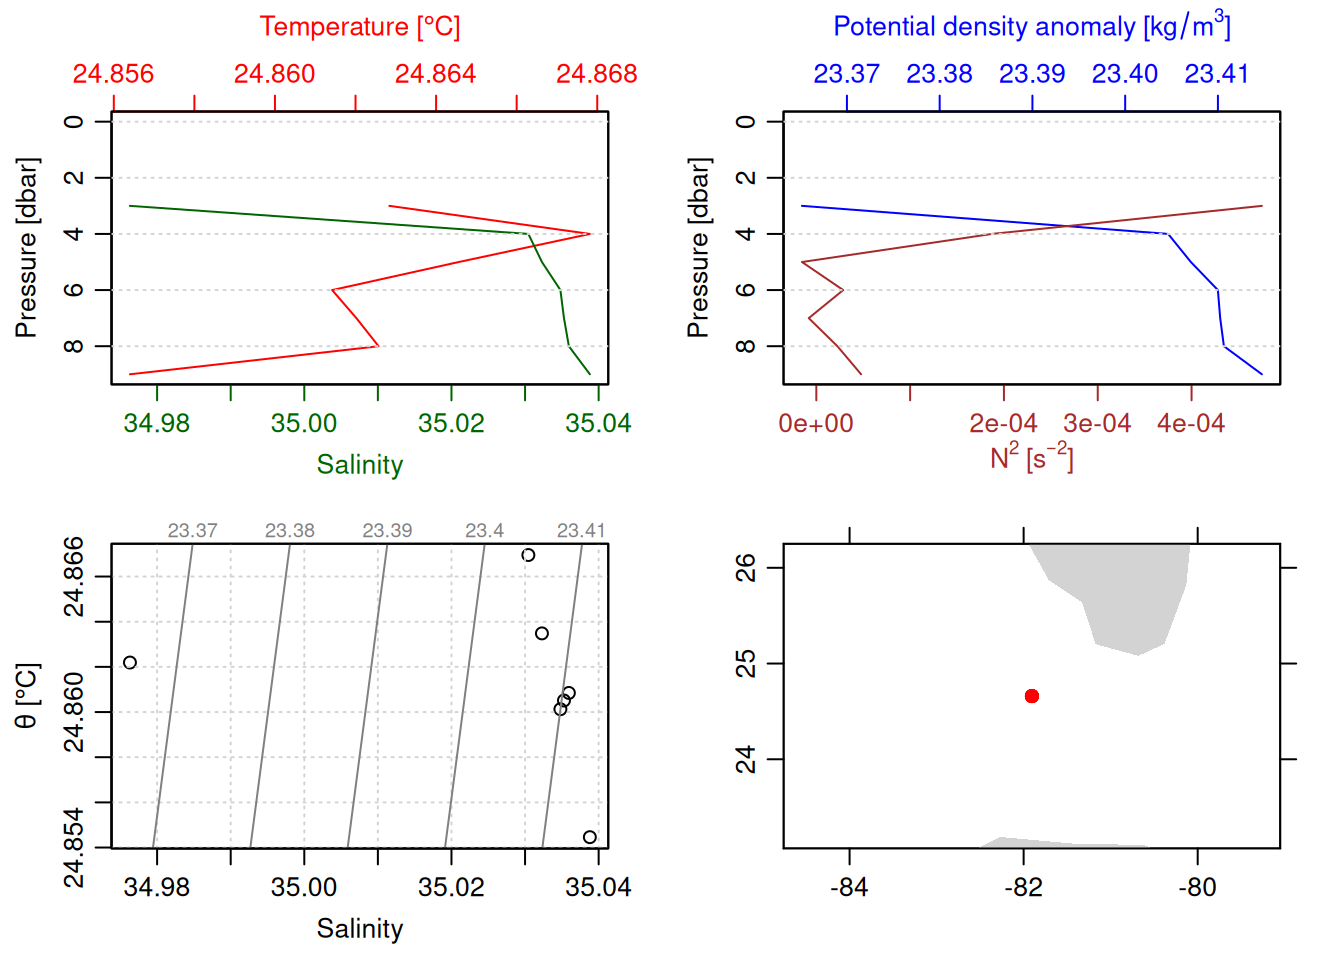 Temperature [°C]
24.856 24.860 24.864 24.868
Pressure [dbar]
0
2
4
6
8
34.98 35.00 35.02 35.04
Salinity
Potential density anomaly [kg/m³]
23.37 23.38 23.39 23.40 23.41
Pressure [dbar]
0
2
4
6
8
0e+00 2e-04 3e-04 4e-04
N² [s⁻²]
23.37 23.38 23.39 23.4 23.41
θ [°C]
24.866
24.860
24.854
34.98 35.00 35.02 35.04
Salinity
26
25
24
-84 -82 -80